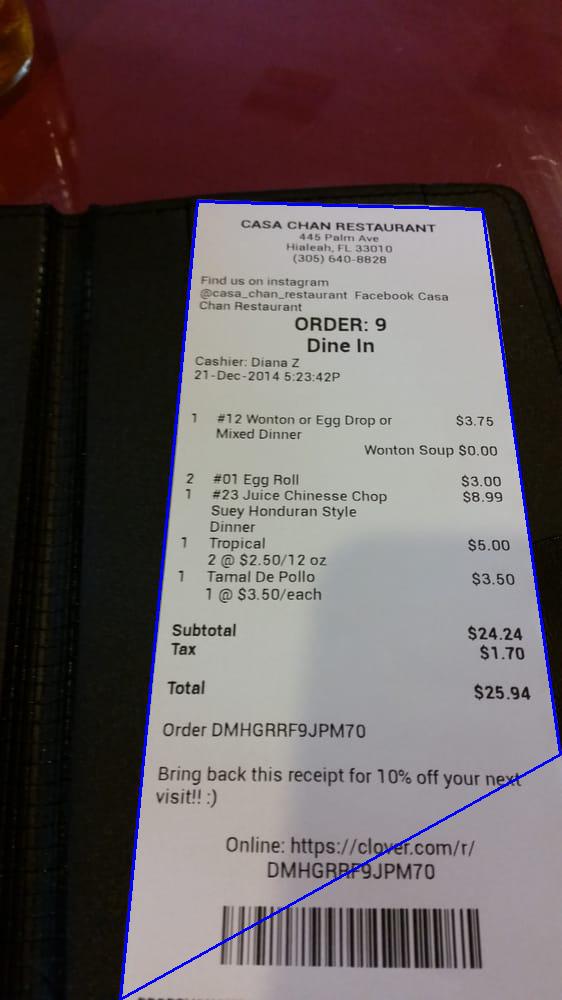 CASA CHAN RESTAURANT
445 Palm Ave
Hialeah, FL 33010
(305) 640-8828
Find us on instagram
@casa_chan_restaurant Facebook Casa
Chan Restaurant
ORDER: 9
Dine In
Cashier: Diana Z
21-Dec-2014 5:23:42P
1 #12 Wonton or Egg Drop or $3.75
Mixed Dinner
Wonton Soup $0.00
2 #01 Egg Roll $3.00
1 #23 Juice Chinesse Chop $8.99
Suey Honduran Style
Dinner
1 Tropical $5.00
2 @ $2.50/12 oz
1 Tamal De Pollo $3.50
1 @ $3.50/each
Subtotal $24.24
Tax $1.70
Total $25.94
Order DMHGRRF9JPM70
Bring back this receipt for 10% off your next
visit!! :)
Online: https://clover.com/r/
DMHGRRF9JPM70